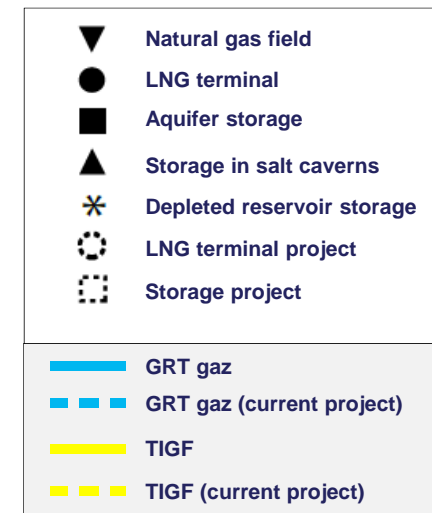 Natural gas field
LNG terminal
Aquifer storage
Storage in salt caverns
Depleted reservoir storage
LNG terminal project
Storage project
GRT gaz
GRT gaz (current project)
TIGF
TIGF (current project)